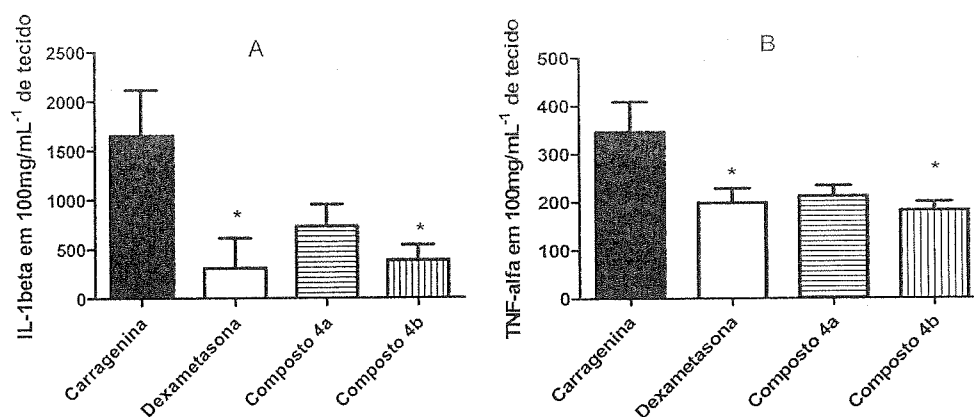 A
IL-1beta em 100mg/mL⁻¹ de tecido
2500
2000
1500
1000
500
0
*
*
Carragenina
Dexametasona
Composto 4a
Composto 4b
B
TNF-alfa em 100mg/mL⁻¹ de tecido
500
400
300
200
100
0
*
*
Carragenina
Dexametasona
Composto 4a
Composto 4b